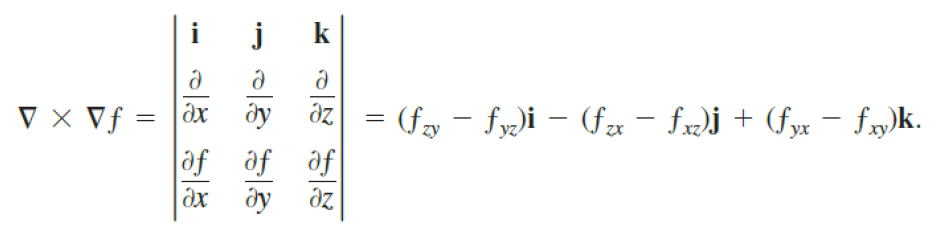 i j k
∂/∂x ∂/∂y ∂/∂z
∇ × ∇f = = (f_zy − f_yz)i − (f_zx − f_xz)j + (f_yx − f_xy)k.
∂f/∂x ∂f/∂y ∂f/∂z